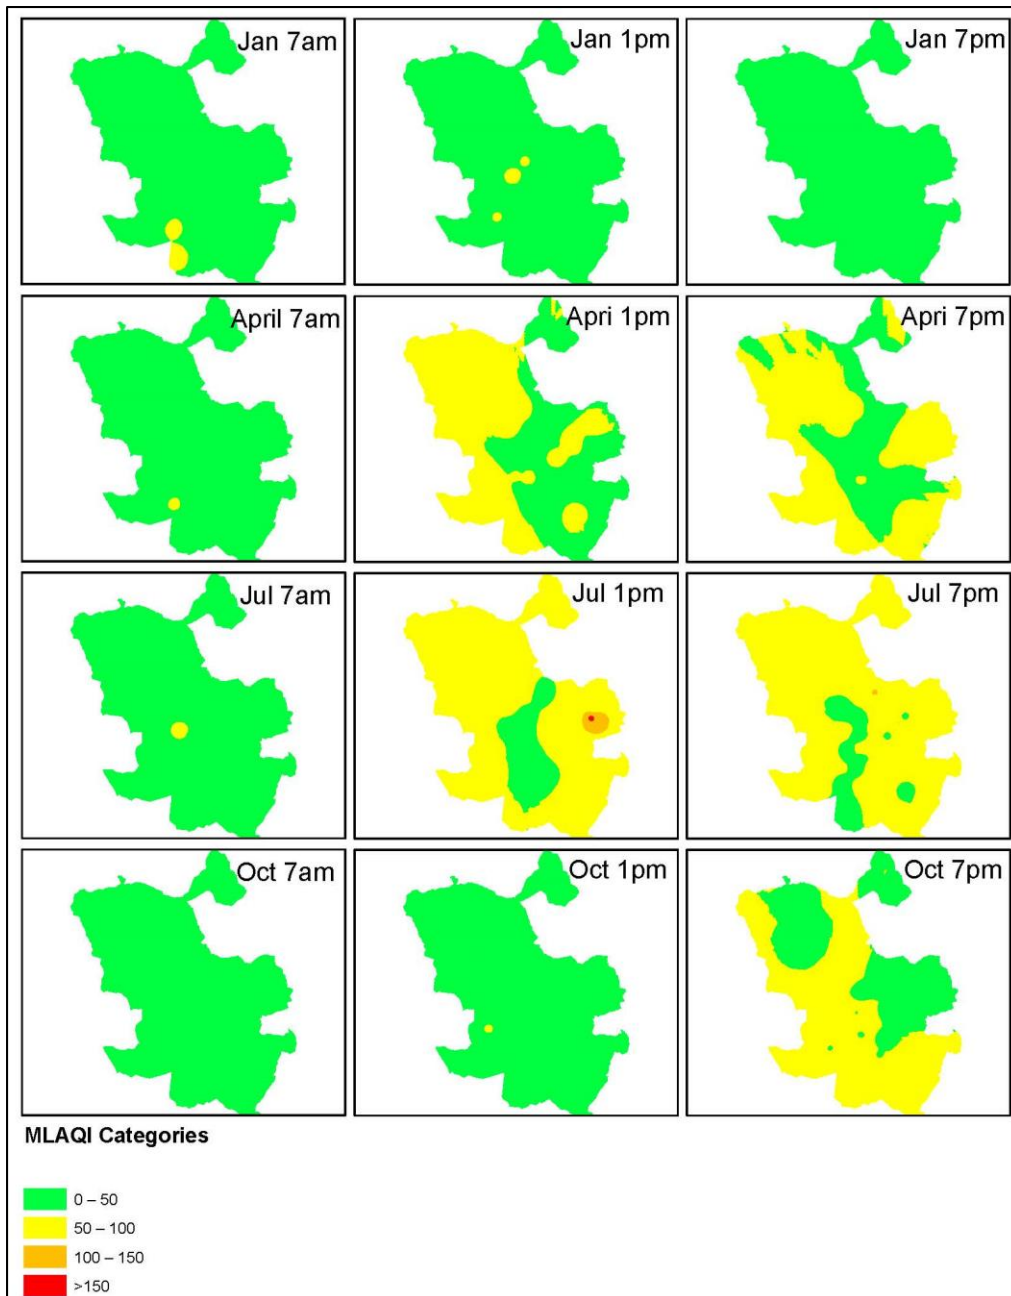 Jan 7am
Jan 1pm
Jan 7pm
April 7am
Apri 1pm
Apri 7pm
Jul 7am
Jul 1pm
Jul 7pm
Oct 7am
Oct 1pm
Oct 7pm
MLAQI Categories
0 – 50
50 – 100
100 – 150
>150